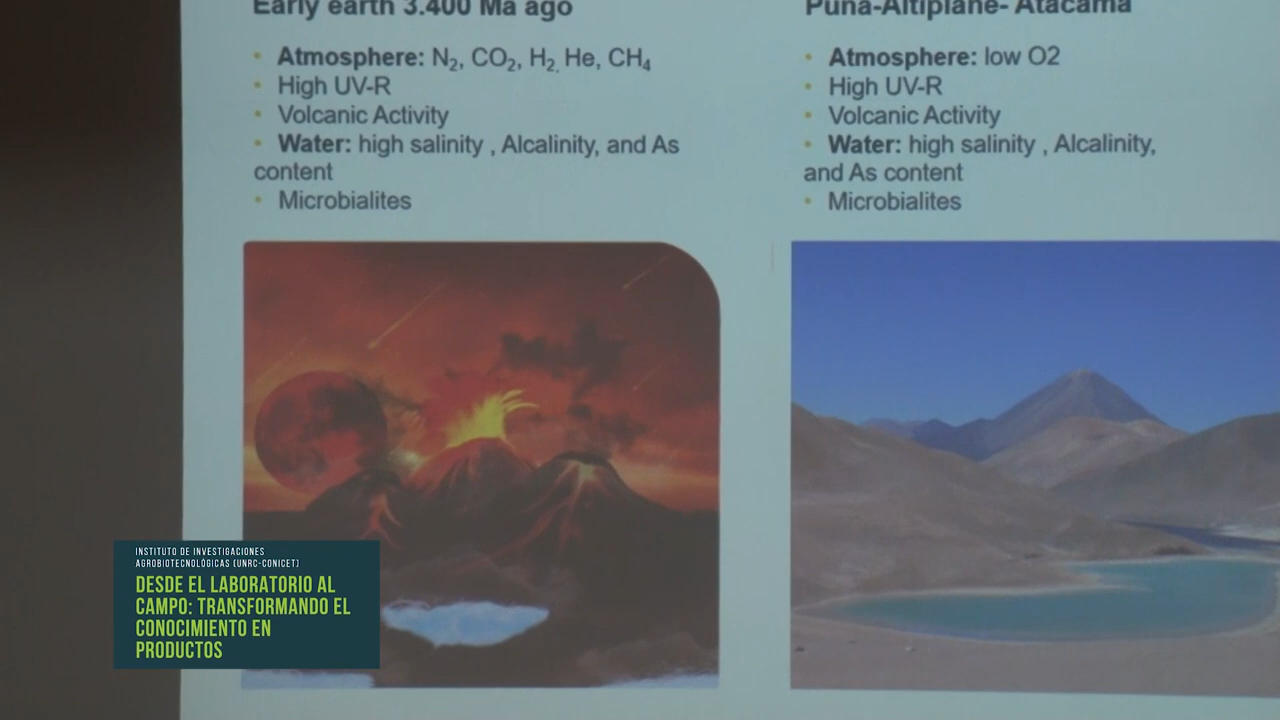 Early earth 3.400 Ma ago
• Atmosphere: N₂, CO₂, H₂, He, CH₄
• High UV-R
• Volcanic Activity
• Water: high salinity , Alcalinity, and As
content
• Microbialites
Puna-Altiplane- Atacama
• Atmosphere: low O2
• High UV-R
• Volcanic Activity
• Water: high salinity , Alcalinity,
and As content
• Microbialites
INSTITUTO DE INVESTIGACIONES
AGROBIOTECNOLÓGICAS (UNRC-CONICET)
DESDE EL LABORATORIO AL
CAMPO: TRANSFORMANDO EL
CONOCIMIENTO EN
PRODUCTOS